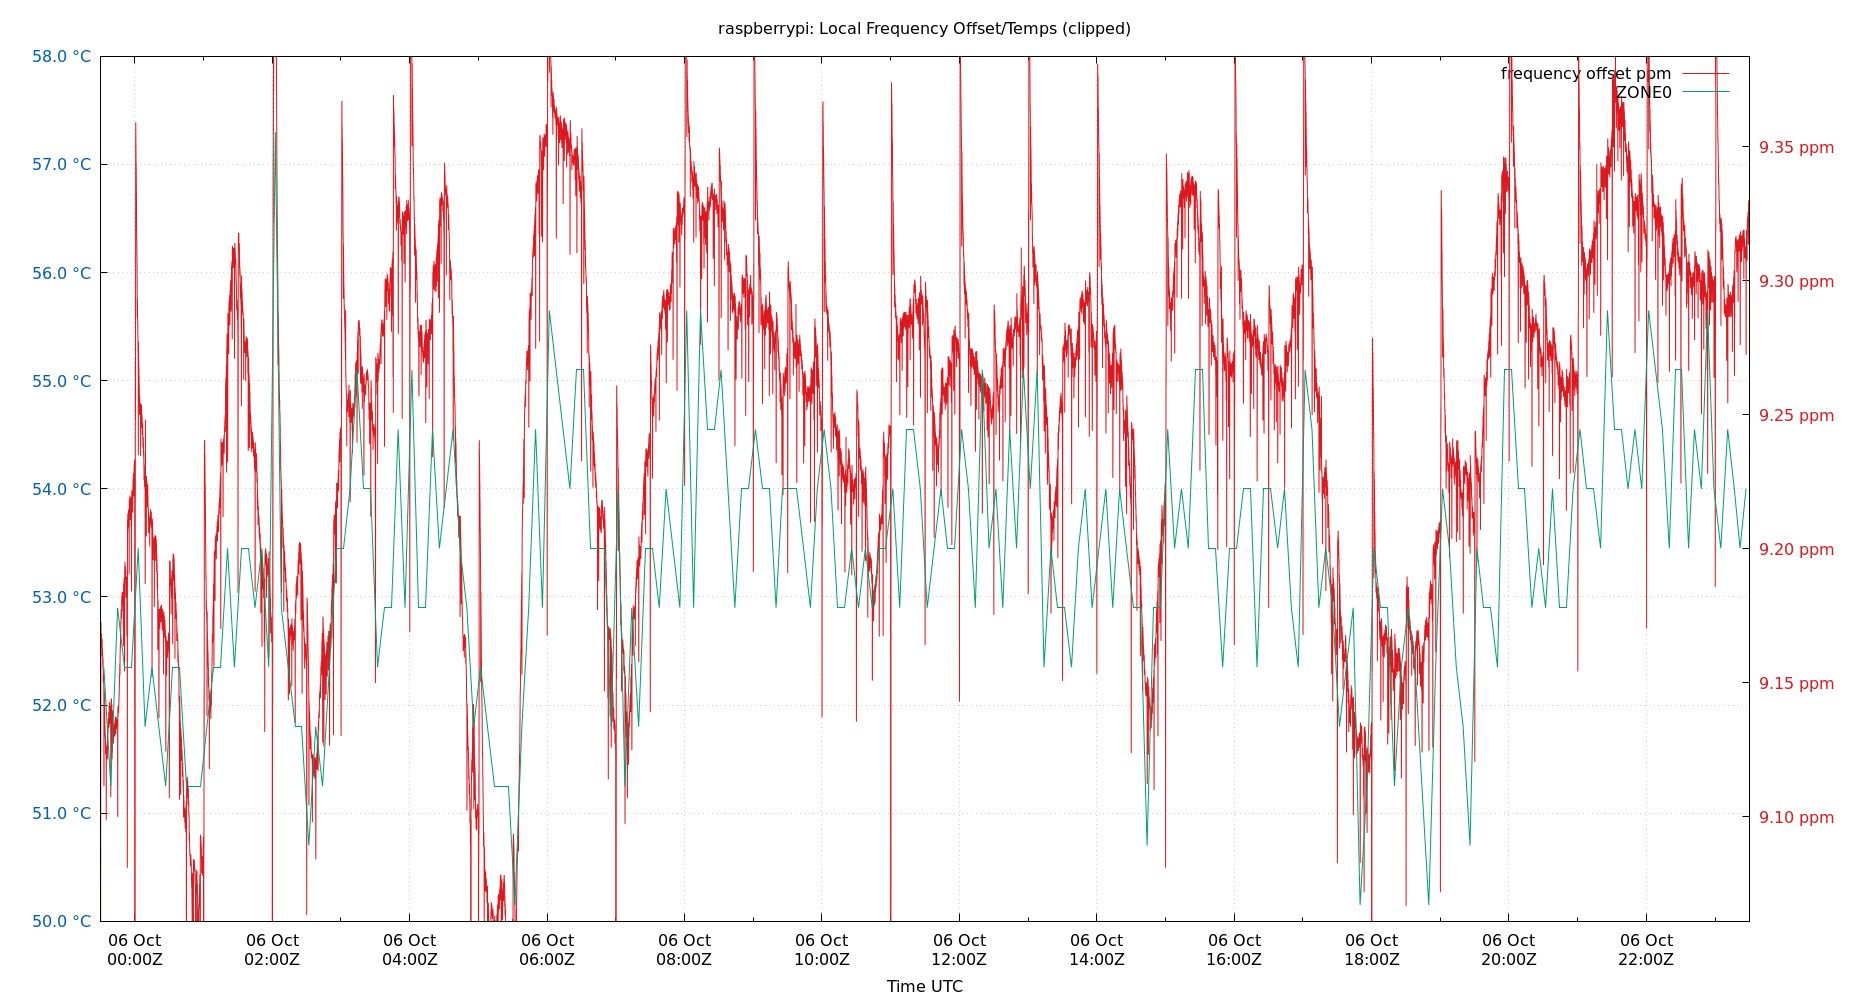 raspberrypi: Local Frequency Offset/Temps (clipped)
58.0 °C
57.0 °C
56.0 °C
55.0 °C
54.0 °C
53.0 °C
52.0 °C
51.0 °C
50.0 °C
frequency offset ppm
ZONE0
9.35 ppm
9.30 ppm
9.25 ppm
9.20 ppm
9.15 ppm
9.10 ppm
06 Oct 06 Oct 06 Oct 06 Oct 06 Oct 06 Oct 06 Oct 06 Oct 06 Oct 06 Oct 06 Oct 06 Oct
00:00Z 02:00Z 04:00Z 06:00Z 08:00Z 10:00Z 12:00Z 14:00Z 16:00Z 18:00Z 20:00Z 22:00Z
Time UTC